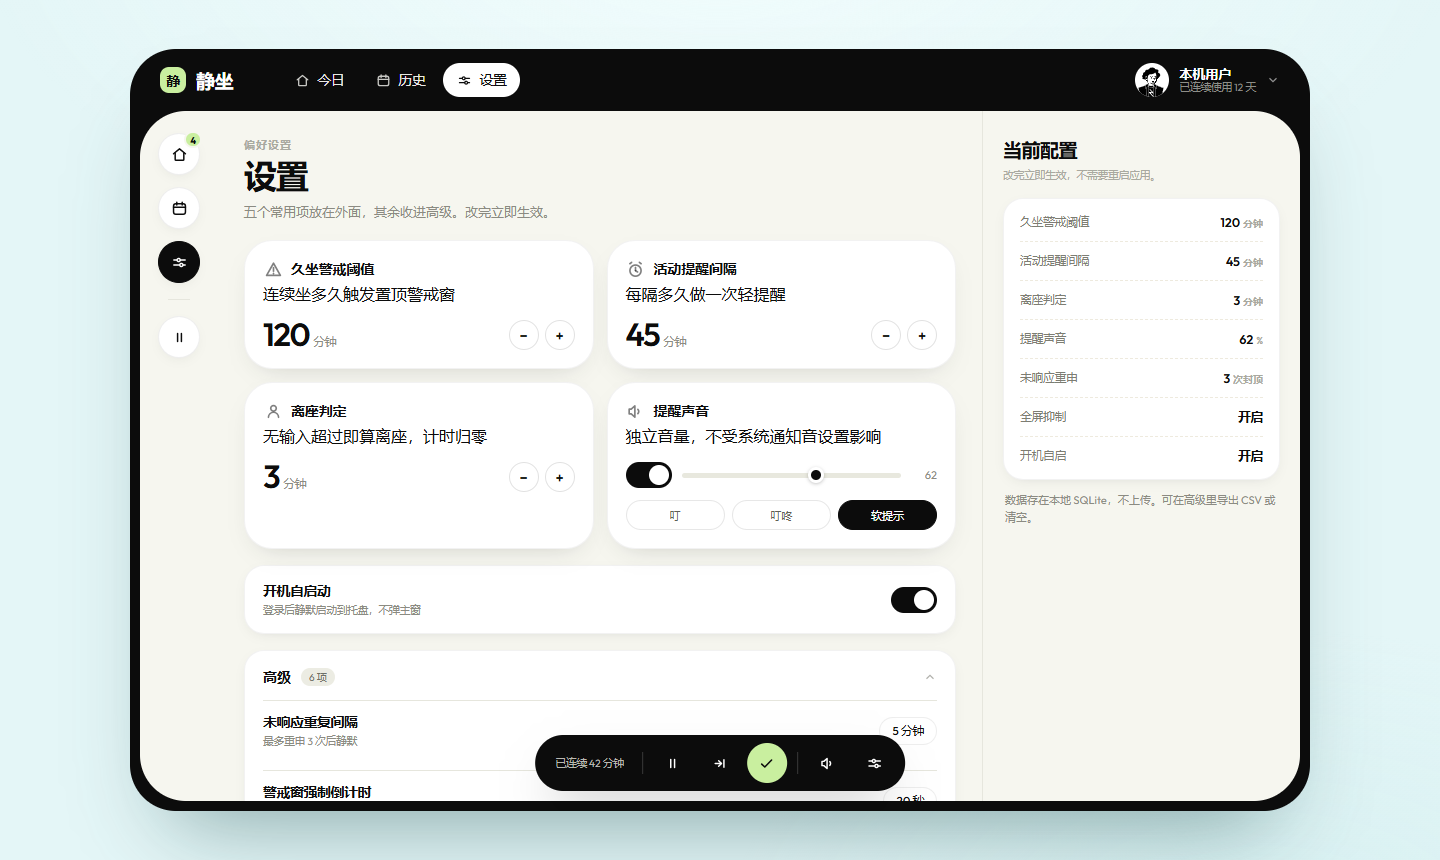 静 静坐
今日
历史
设置
本机用户
已连续使用 12 天
4
偏好设置
设置
五个常用项放在外面，其余收进高级。改完立即生效。
久坐警戒阈值
连续坐多久触发置顶警戒窗
120 分钟
−
+
活动提醒间隔
每隔多久做一次轻提醒
45 分钟
−
+
离座判定
无输入超过即算离座，计时归零
3 分钟
−
+
提醒声音
独立音量，不受系统通知音设置影响
62
叮
叮咚
软提示
开机自启动
登录后静默启动到托盘，不弹主窗
高级 6 项
未响应重复间隔
最多重申 3 次后静默
5 分钟
警戒窗强制倒计时
20 秒
已连续 42 分钟
当前配置
改完立即生效，不需要重启应用。
久坐警戒阈值 120 分钟
活动提醒间隔 45 分钟
离座判定 3 分钟
提醒声音 62 %
未响应重申 3 次封顶
全屏抑制 开启
开机自启 开启
数据存在本地 SQLite，不上传。可在高级里导出 CSV 或
清空。